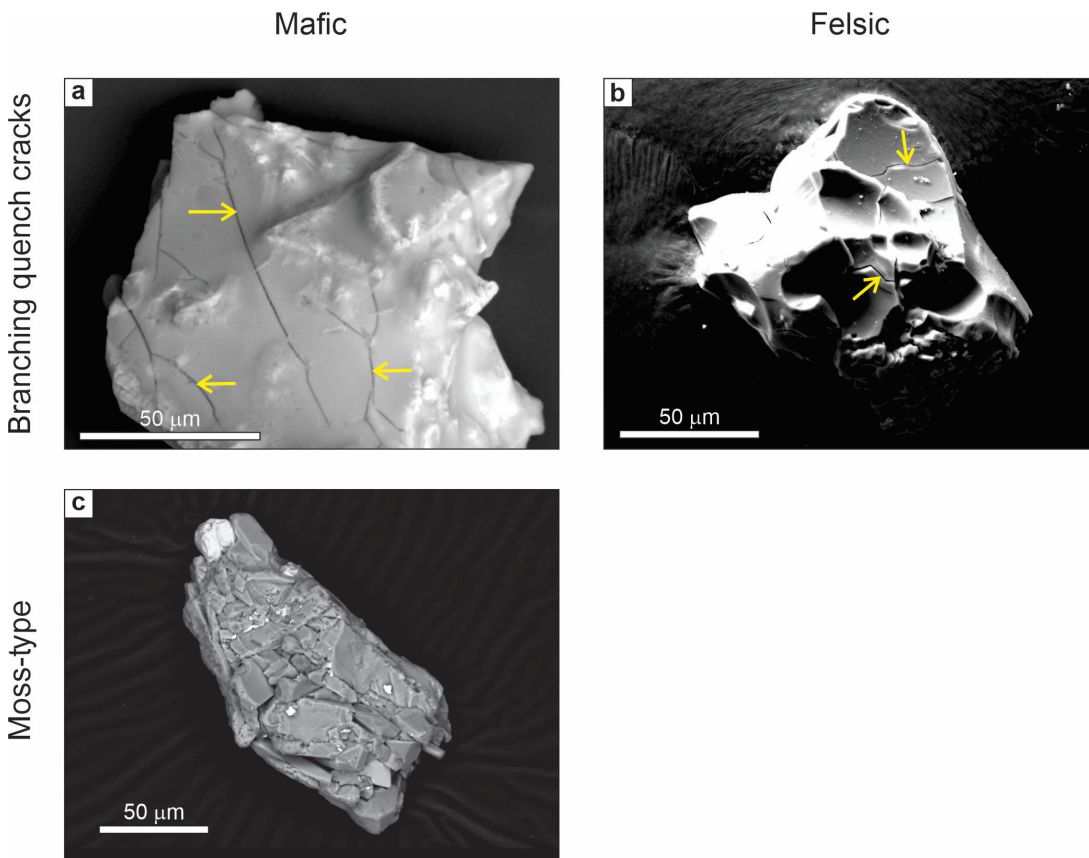 Mafic
Felsic
Branching quench cracks
a
50 μm
b
50 μm
Moss-type
c
50 μm